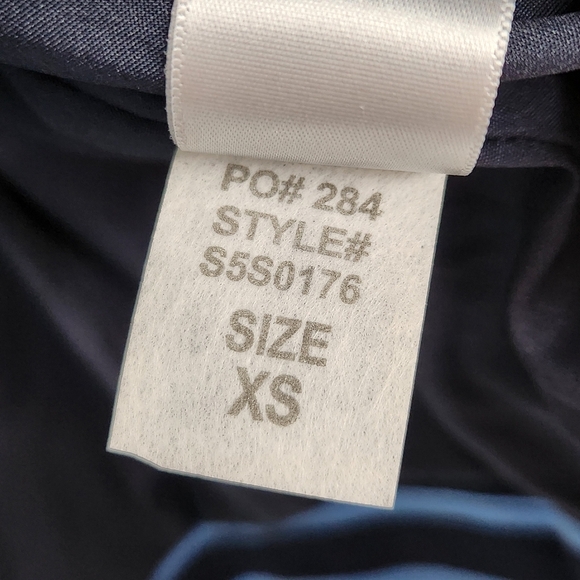 PO# 284
STYLE#
S5S0176
SIZE
XS